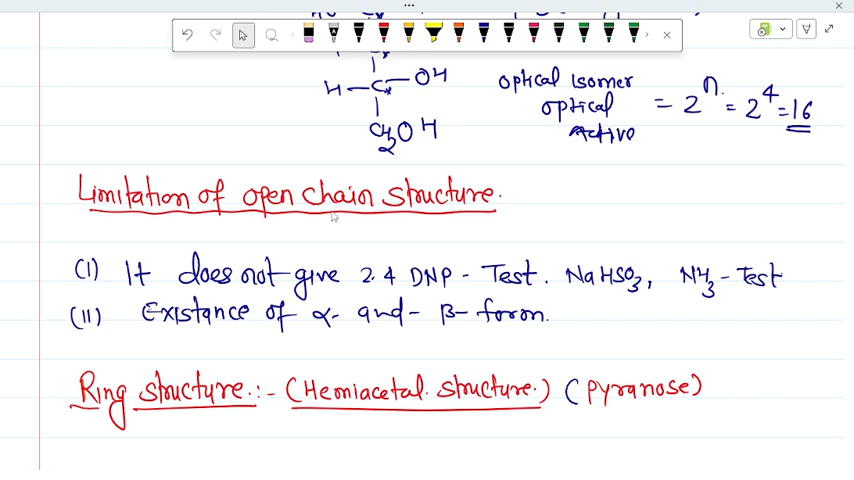 OH
H-C*-OH
CH2OH
optical isomer
optical = 2^n. = 2^4 = 16
Active
Limitation of open chain structure.
(I) It does not give 2.4 DNP - Test. NaHSO3, NH3 - Test
(II) Existance of α- and - β- form.
Ring structure:- (Hemiacetal. structure.) (pyranose)